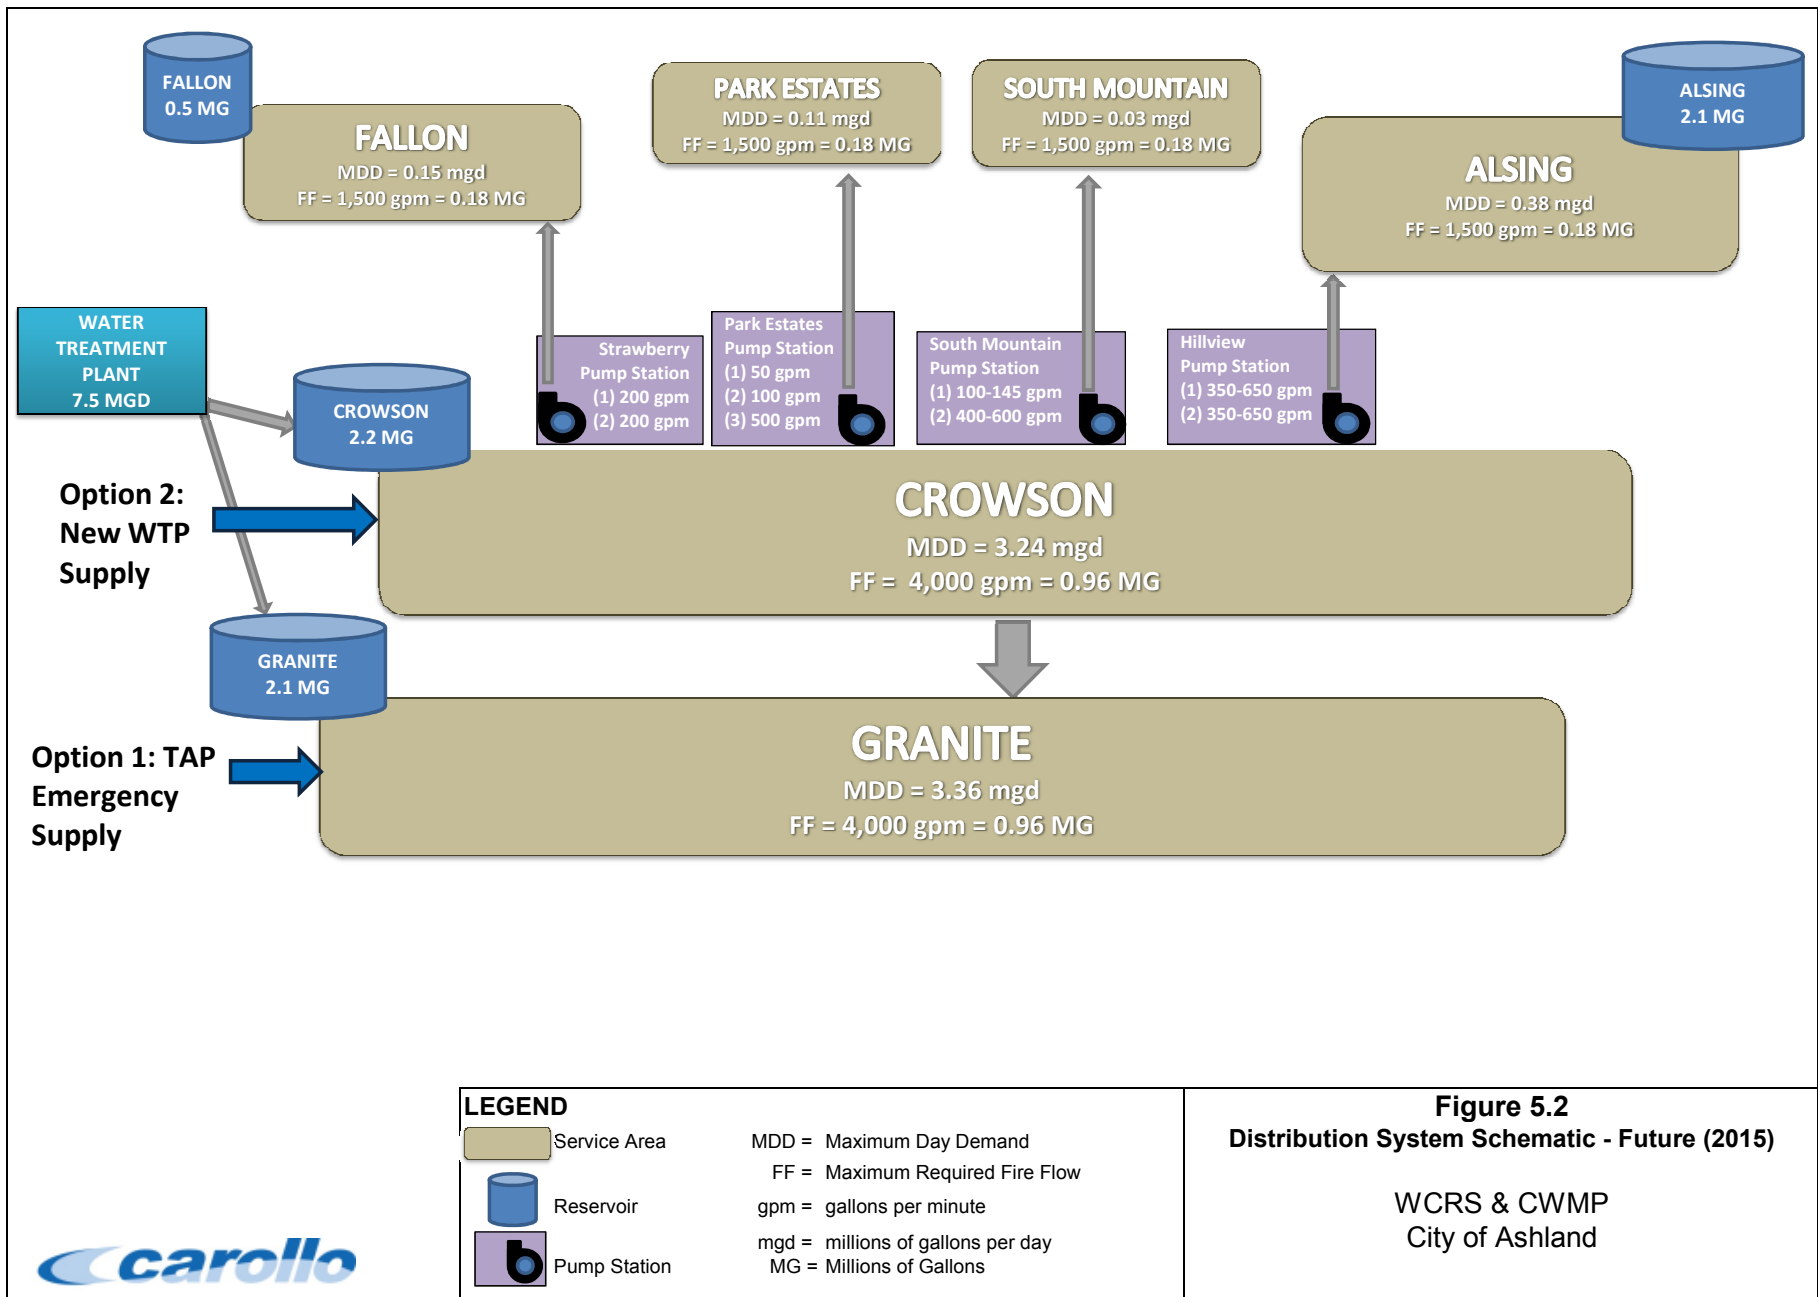 FALLON
0.5 MG
FALLON
MDD = 0.15 mgd
FF = 1,500 gpm = 0.18 MG
PARK ESTATES
MDD = 0.11 mgd
FF = 1,500 gpm = 0.18 MG
SOUTH MOUNTAIN
MDD = 0.03 mgd
FF = 1,500 gpm = 0.18 MG
ALSING
2.1 MG
ALSING
MDD = 0.38 mgd
FF = 1,500 gpm = 0.18 MG
WATER
TREATMENT
PLANT
7.5 MGD
CROWSON
2.2 MG
Strawberry
Pump Station
(1) 200 gpm
(2) 200 gpm
Park Estates
Pump Station
(1) 50 gpm
(2) 100 gpm
(3) 500 gpm
South Mountain
Pump Station
(1) 100-145 gpm
(2) 400-600 gpm
Hillview
Pump Station
(1) 350-650 gpm
(2) 350-650 gpm
Option 2:
New WTP
Supply
CROWSON
MDD = 3.24 mgd
FF = 4,000 gpm = 0.96 MG
GRANITE
2.1 MG
Option 1: TAP
Emergency
Supply
GRANITE
MDD = 3.36 mgd
FF = 4,000 gpm = 0.96 MG
carollo
LEGEND
Service Area
Reservoir
Pump Station
MDD = Maximum Day Demand
FF = Maximum Required Fire Flow
gpm = gallons per minute
mgd = millions of gallons per day
MG = Millions of Gallons
Figure 5.2
Distribution System Schematic - Future (2015)
WCRS & CWMP
City of Ashland